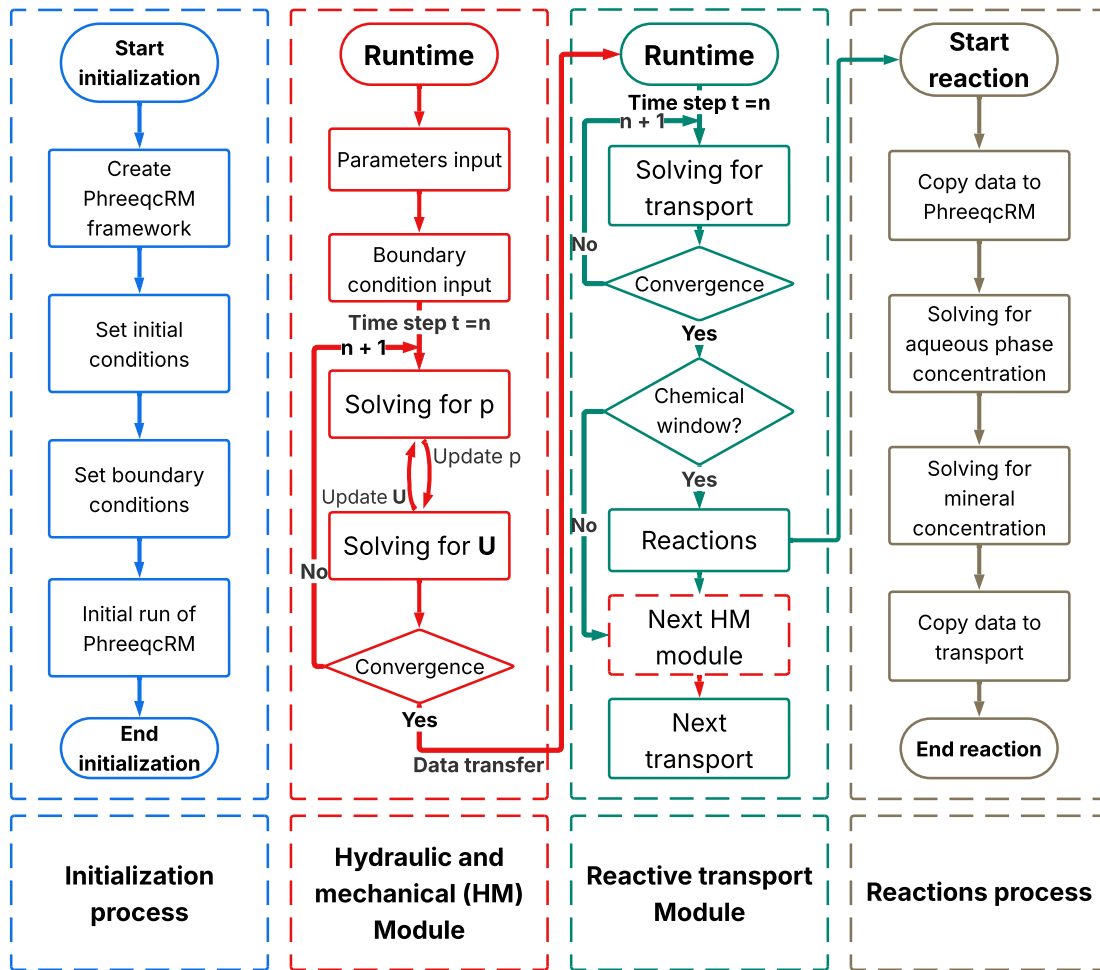 Start
initialization
Create
PhreeqcRM
framework
Set initial
conditions
Set boundary
conditions
Initial run of
PhreeqcRM
End
initialization
Initialization
process
Runtime
Parameters input
Boundary
condition input
Time step t =n
n + 1
Solving for p
Update p
Update U
Solving for U
No
Convergence
Yes
Data transfer
Hydraulic and
mechanical (HM)
Module
Runtime
Time step t =n
n + 1
Solving for
transport
No
Convergence
Yes
Chemical
window?
Yes
No
Reactions
Next HM
module
Next
transport
Reactive transport
Module
Start
reaction
Copy data to
PhreeqcRM
Solving for
aqueous phase
concentration
Solving for
mineral
concentration
Copy data to
transport
End reaction
Reactions process